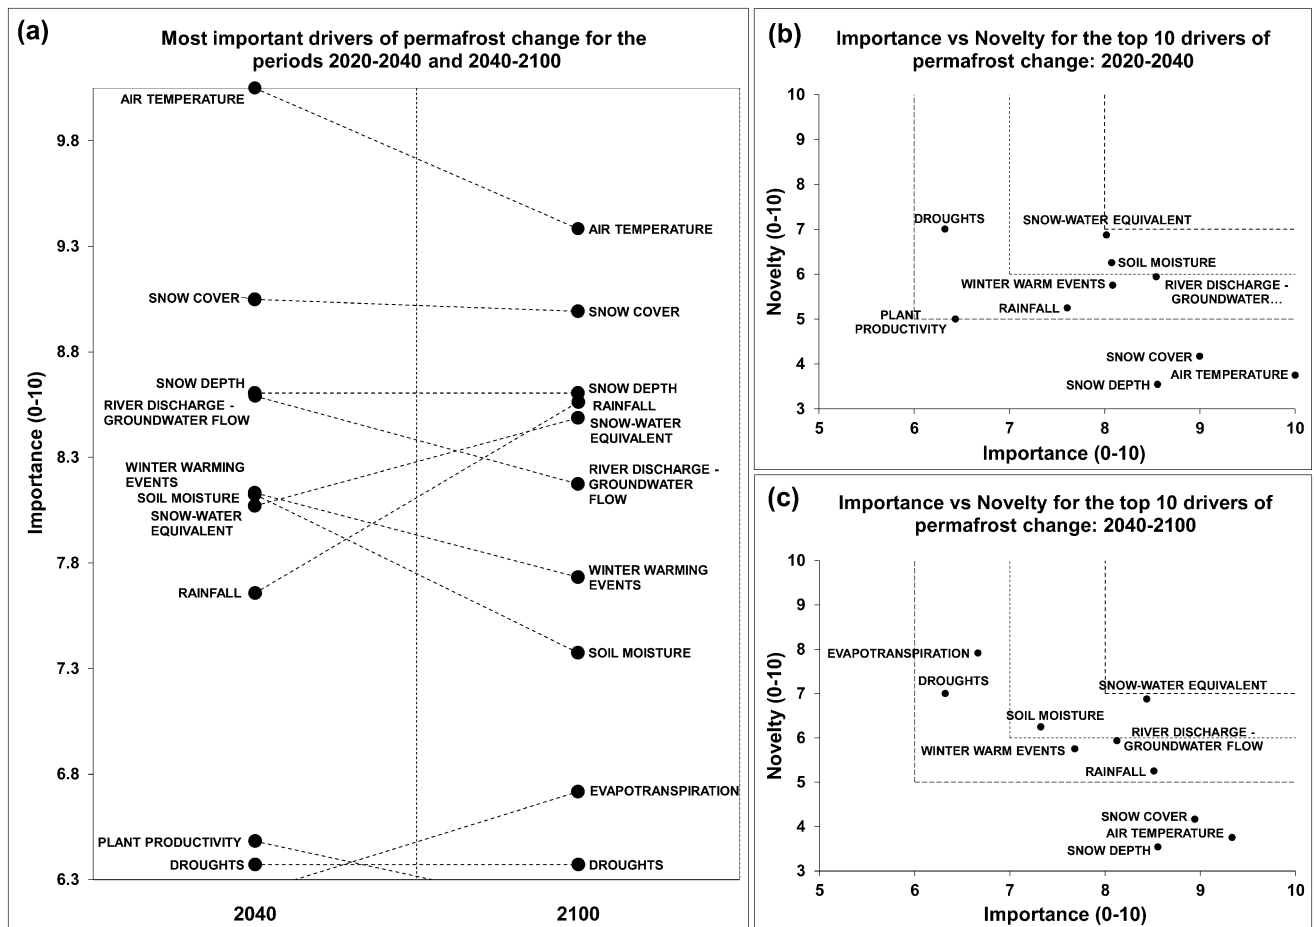 (a)
Most important drivers of permafrost change for the
periods 2020-2040 and 2040-2100
Importance (0-10)
9.8
9.3
8.8
8.3
7.8
7.3
6.8
6.3
AIR TEMPERATURE
SNOW COVER
SNOW DEPTH
RIVER DISCHARGE -
GROUNDWATER FLOW
WINTER WARMING
EVENTS
SOIL MOISTURE
SNOW-WATER
EQUIVALENT
RAINFALL
PLANT PRODUCTIVITY
DROUGHTS
AIR TEMPERATURE
SNOW COVER
SNOW DEPTH
RAINFALL
SNOW-WATER
EQUIVALENT
RIVER DISCHARGE -
GROUNDWATER
FLOW
WINTER WARMING
EVENTS
SOIL MOISTURE
EVAPOTRANSPIRATION
DROUGHTS
2040
2100
(b)
Importance vs Novelty for the top 10 drivers of
permafrost change: 2020-2040
Novelty (0-10)
10
9
8
7
6
5
4
3
DROUGHTS
SNOW-WATER EQUIVALENT
SOIL MOISTURE
WINTER WARM EVENTS
RIVER DISCHARGE -
GROUNDWATER...
RAINFALL
PLANT
PRODUCTIVITY
SNOW COVER
AIR TEMPERATURE
SNOW DEPTH
5
6
7
8
9
10
Importance (0-10)
(c)
Importance vs Novelty for the top 10 drivers of
permafrost change: 2040-2100
Novelty (0-10)
10
9
8
7
6
5
4
3
EVAPOTRANSPIRATION
DROUGHTS
SNOW-WATER EQUIVALENT
SOIL MOISTURE
RIVER DISCHARGE -
GROUNDWATER FLOW
WINTER WARM EVENTS
RAINFALL
SNOW COVER
AIR TEMPERATURE
SNOW DEPTH
5
6
7
8
9
10
Importance (0-10)